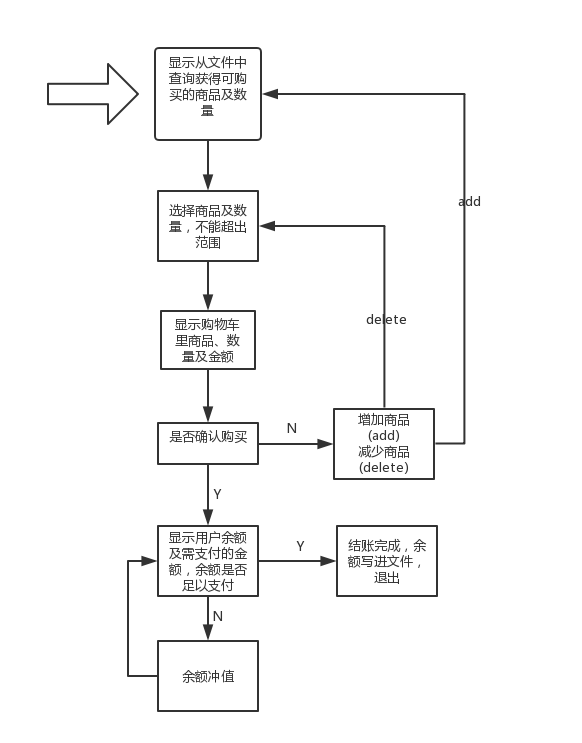 显示从文件中
查询获得可购
买的商品及数
量
add
选择商品及数
量，不能超出
范围
delete
显示购物车
里商品、数
量及金额
是否确认购买
N
增加商品
(add)
减少商品
(delete)
Y
显示用户余额
及需支付的金
额，余额是否
足以支付
Y
结账完成，余
额写进文件，
退出
N
余额冲值